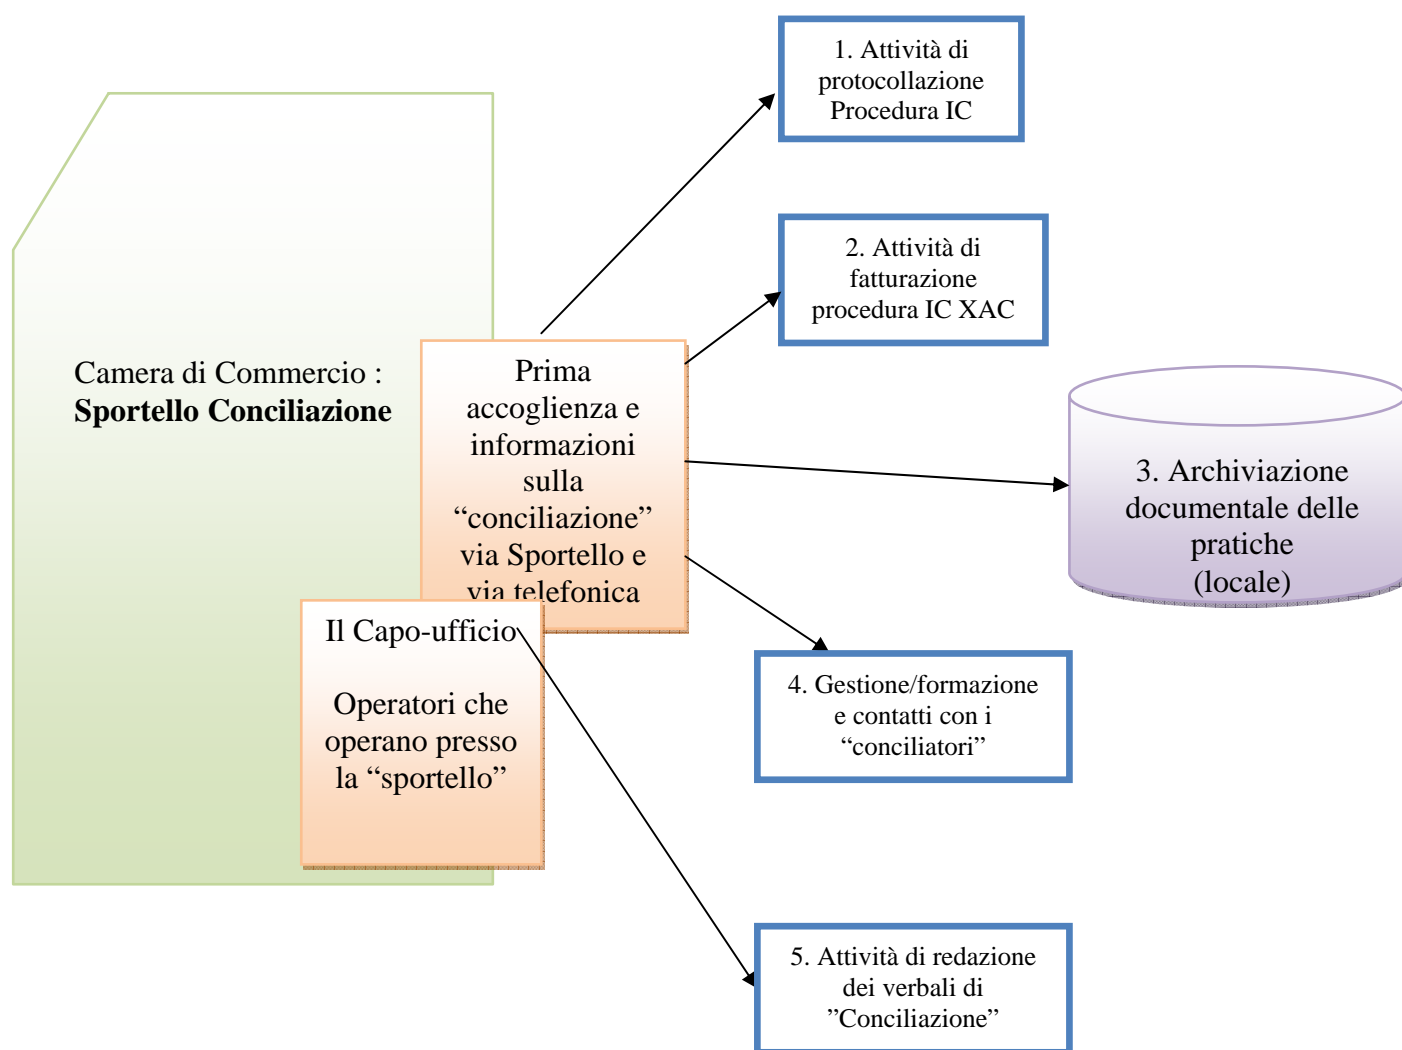 1. Attività di
protocollazione
Procedura IC
2. Attività di
fatturazione
procedura IC XAC
Camera di Commercio :
Sportello Conciliazione
Prima
accoglienza e
informazioni
sulla
“conciliazione”
via Sportello e
via telefonica
3. Archiviazione
documentale delle
pratiche
(locale)
Il Capo-ufficio
Operatori che
operano presso
la “sportello”
4. Gestione/formazione
e contatti con i
“conciliatori”
5. Attività di redazione
dei verbali di
”Conciliazione”